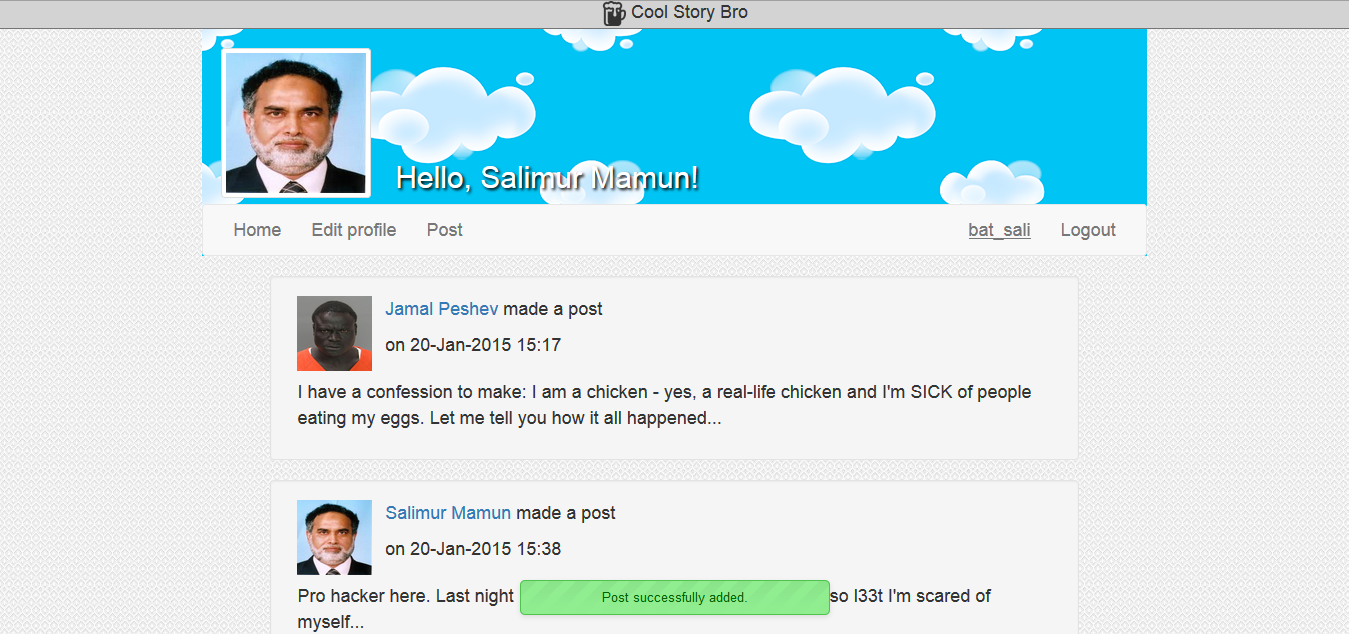 Cool Story Bro
Hello, Salimur Mamun!
Home Edit profile Post bat_sali Logout
Jamal Peshev made a post
on 20-Jan-2015 15:17
I have a confession to make: I am a chicken - yes, a real-life chicken and I'm SICK of people
eating my eggs. Let me tell you how it all happened...
Salimur Mamun made a post
on 20-Jan-2015 15:38
Pro hacker here. Last night
Post successfully added.
so l33t I'm scared of
myself...